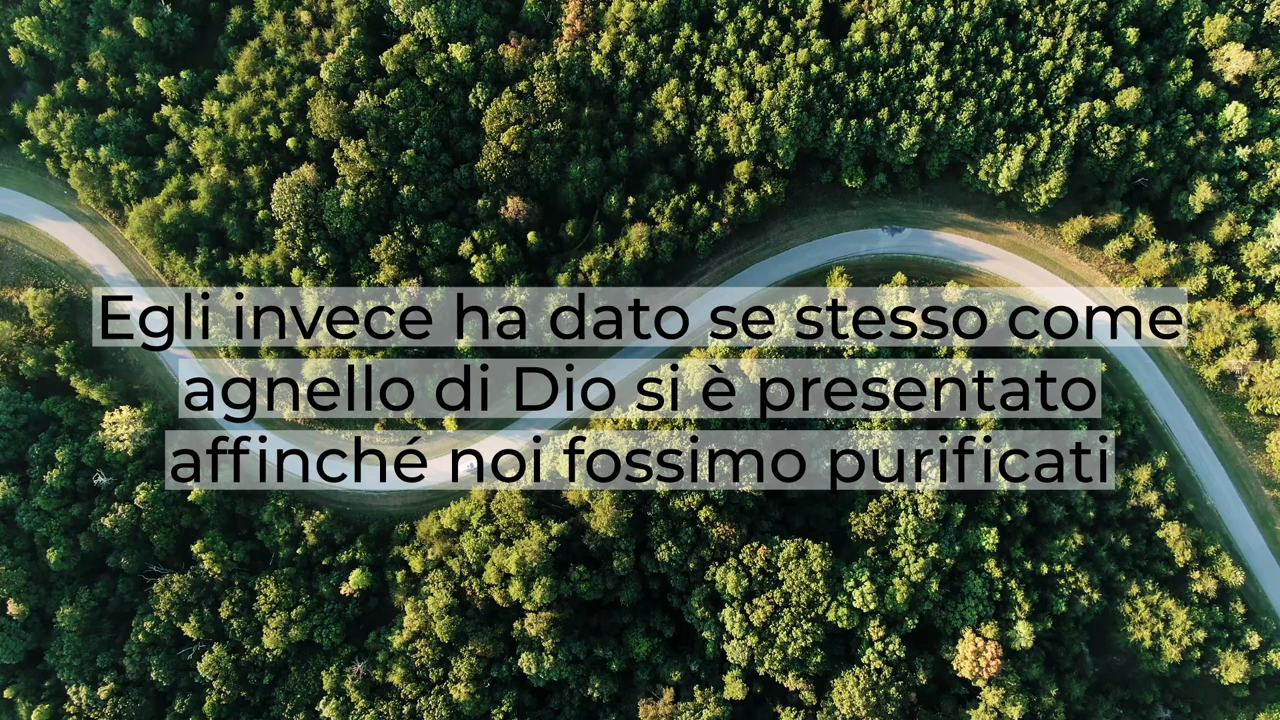 Egli invece ha dato se stesso come
agnello di Dio si è presentato
affinché noi fossimo purificati